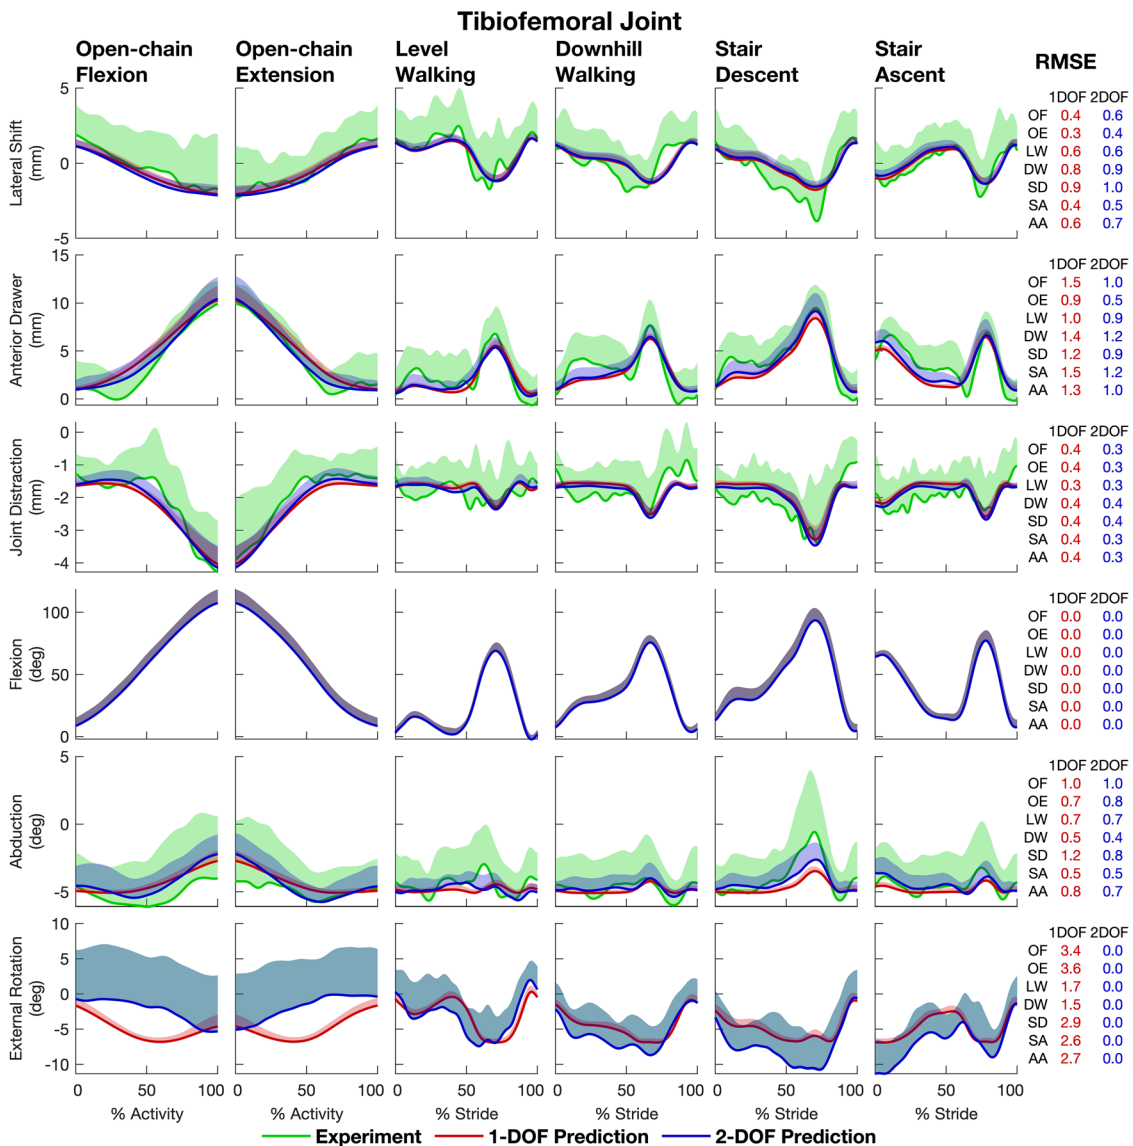 Tibiofemoral Joint
Open-chain Flexion
Open-chain Extension
Level Walking
Downhill Walking
Stair Descent
Stair Ascent
RMSE
Lateral Shift (mm)
5
0
-5
1DOF 2DOF
OF 0.4 0.6
OE 0.3 0.4
LW 0.6 0.6
DW 0.8 0.9
SD 0.9 1.0
SA 0.4 0.5
AA 0.6 0.7
Anterior Drawer (mm)
15
10
5
0
1DOF 2DOF
OF 1.5 1.0
OE 0.9 0.5
LW 1.0 0.9
DW 1.4 1.2
SD 1.2 0.9
SA 1.5 1.2
AA 1.3 1.0
Joint Distraction (mm)
0
-1
-2
-3
-4
1DOF 2DOF
OF 0.4 0.3
OE 0.4 0.3
LW 0.3 0.3
DW 0.4 0.4
SD 0.4 0.4
SA 0.4 0.3
AA 0.4 0.3
Flexion (deg)
100
50
0
1DOF 2DOF
OF 0.0 0.0
OE 0.0 0.0
LW 0.0 0.0
DW 0.0 0.0
SD 0.0 0.0
SA 0.0 0.0
AA 0.0 0.0
Abduction (deg)
5
0
-5
1DOF 2DOF
OF 1.0 1.0
OE 0.7 0.8
LW 0.7 0.7
DW 0.5 0.4
SD 1.2 0.8
SA 0.5 0.5
AA 0.8 0.7
External Rotation (deg)
10
5
0
-5
-10
1DOF 2DOF
OF 3.4 0.0
OE 3.6 0.0
LW 1.7 0.0
DW 1.5 0.0
SD 2.9 0.0
SA 2.6 0.0
AA 2.7 0.0
0 50 100
0 50 100
0 50 100
0 50 100
0 50 100
0 50 100
% Activity
% Activity
% Stride
% Stride
% Stride
% Stride
Experiment
1-DOF Prediction
2-DOF Prediction